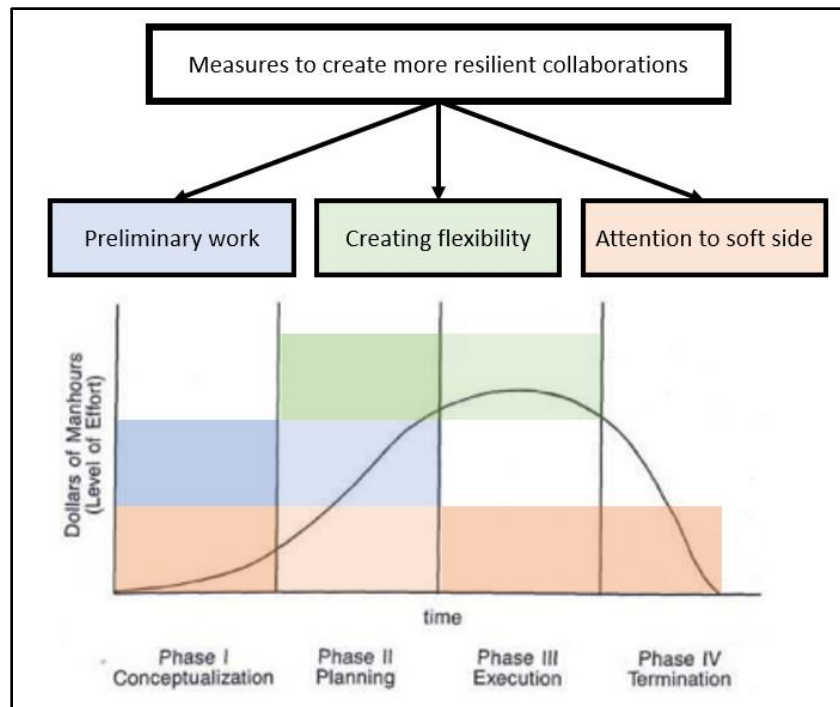 Measures to create more resilient collaborations
Preliminary work
Creating flexibility
Attention to soft side
Dollars of Manhours
(Level of Effort)
time
Phase I
Conceptualization
Phase II
Planning
Phase III
Execution
Phase IV
Termination